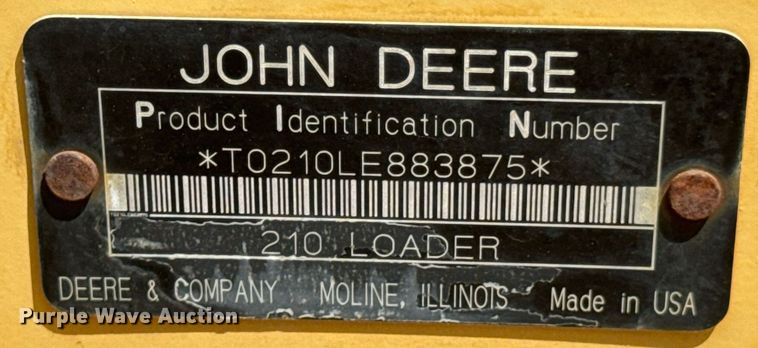 JOHN DEERE
Product Identification Number
*T0210LE883875*
210 LOADER
DEERE & COMPANY MOLINE, ILLINOIS Made in USA
Purple Wave Auction